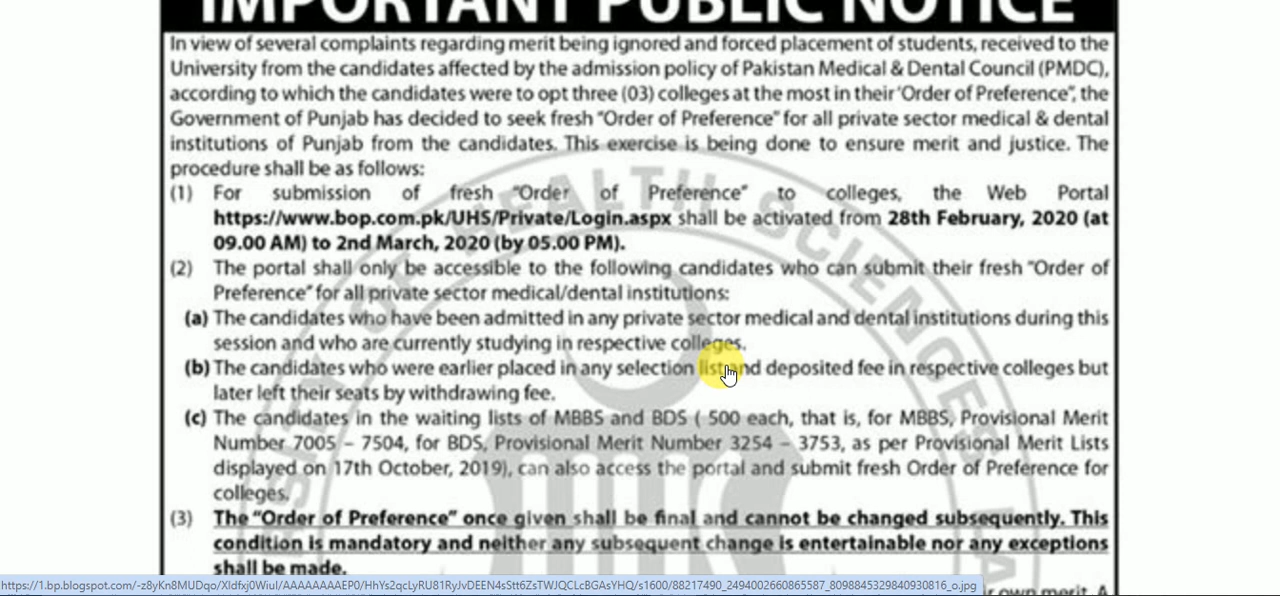 IMPORTANT PUBLIC NOTICE
In view of several complaints regarding merit being ignored and forced placement of students, received to the
University from the candidates affected by the admission policy of Pakistan Medical & Dental Council (PMDC),
according to which the candidates were to opt three (03) colleges at the most in their 'Order of Preference", the
Government of Punjab has decided to seek fresh "Order of Preference" for all private sector medical & dental
institutions of Punjab from the candidates. This exercise is being done to ensure merit and justice. The
procedure shall be as follows:
(1) For submission of fresh "Order of Preference" to colleges, the Web Portal
https://www.bop.com.pk/UHS/Private/Login.aspx shall be activated from 28th February, 2020 (at
09.00 AM) to 2nd March, 2020 (by 05.00 PM).
(2) The portal shall only be accessible to the following candidates who can submit their fresh "Order of
Preference" for all private sector medical/dental institutions:
(a) The candidates who have been admitted in any private sector medical and dental institutions during this
session and who are currently studying in respective colleges.
(b) The candidates who were earlier placed in any selection list and deposited fee in respective colleges but
later left their seats by withdrawing fee.
(c) The candidates in the waiting lists of MBBS and BDS ( 500 each, that is, for MBBS, Provisional Merit
Number 7005 – 7504, for BDS, Provisional Merit Number 3254 – 3753, as per Provisional Merit Lists
displayed on 17th October, 2019), can also access the portal and submit fresh Order of Preference for
colleges.
(3) The "Order of Preference" once given shall be final and cannot be changed subsequently. This
condition is mandatory and neither any subsequent change is entertainable nor any exceptions
shall be made.
own merit. A
https://1.bp.blogspot.com/-z8yKn8MUDqo/Xldfxj0WiuI/AAAAAAAAEP0/HhYs2qcLyRU81RyJvDEEN4sStt6ZsTWJQCLcBGAsYHQ/s1600/88217490_2494002660865587_8098845329840930816_o.jpg
HEALTH SCIENCES